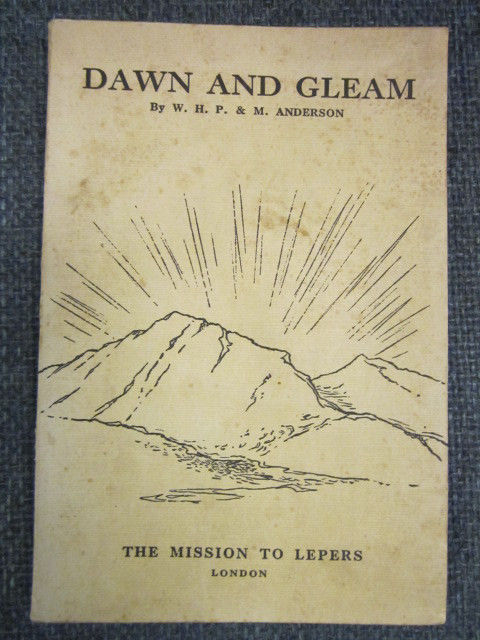 DAWN AND GLEAM
By W. H. P. & M. ANDERSON
THE MISSION TO LEPERS
LONDON